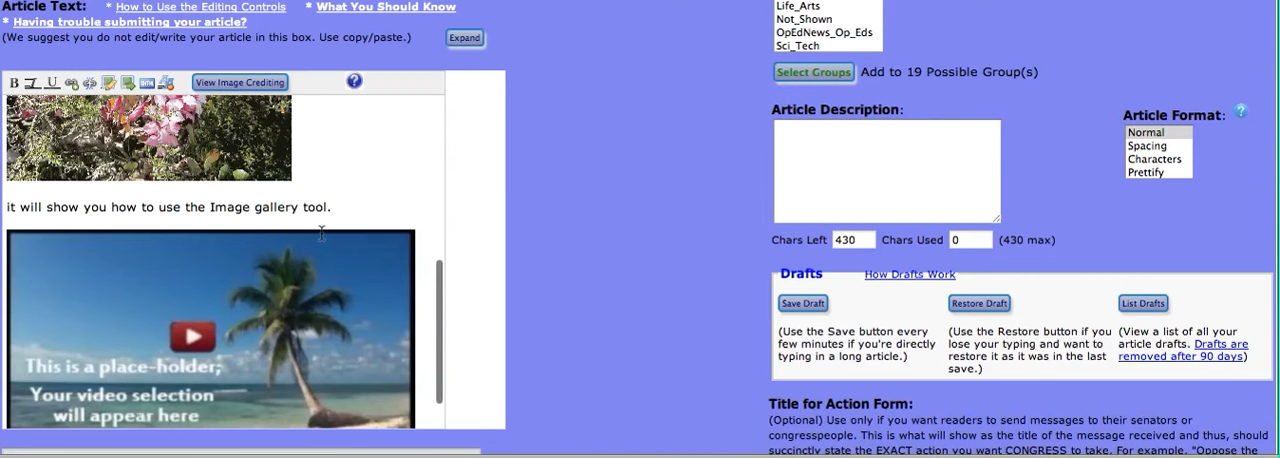 Article Text: * How to Use the Editing Controls * What You Should Know
* Having trouble submitting your article?
(We suggest you do not edit/write your article in this box. Use copy/paste.) Expand
B I U View Image Crediting ?
it will show you how to use the Image gallery tool.
This is a place-holder;
Your video selection
will appear here
Life_Arts
Not_Shown
OpEdNews_Op_Eds
Sci_Tech
Select Groups Add to 19 Possible Group(s)
Article Description:
Article Format: ?
Normal
Spacing
Characters
Prettify
Chars Left 430 Chars Used 0 (430 max)
Drafts How Drafts Work
Save Draft Restore Draft List Drafts
(Use the Save button every
few minutes if you're directly
typing in a long article.)
(Use the Restore button if you
lose your typing and want to
restore it as it was in the last
save.)
(View a list of all your
article drafts. Drafts are
removed after 90 days)
Title for Action Form:
(Optional) Use only if you want readers to send messages to their senators or
congresspeople. This is what will show as the title of the message received and thus, should
succinctly state the EXACT action you want CONGRESS to take. For example. "Oppose the